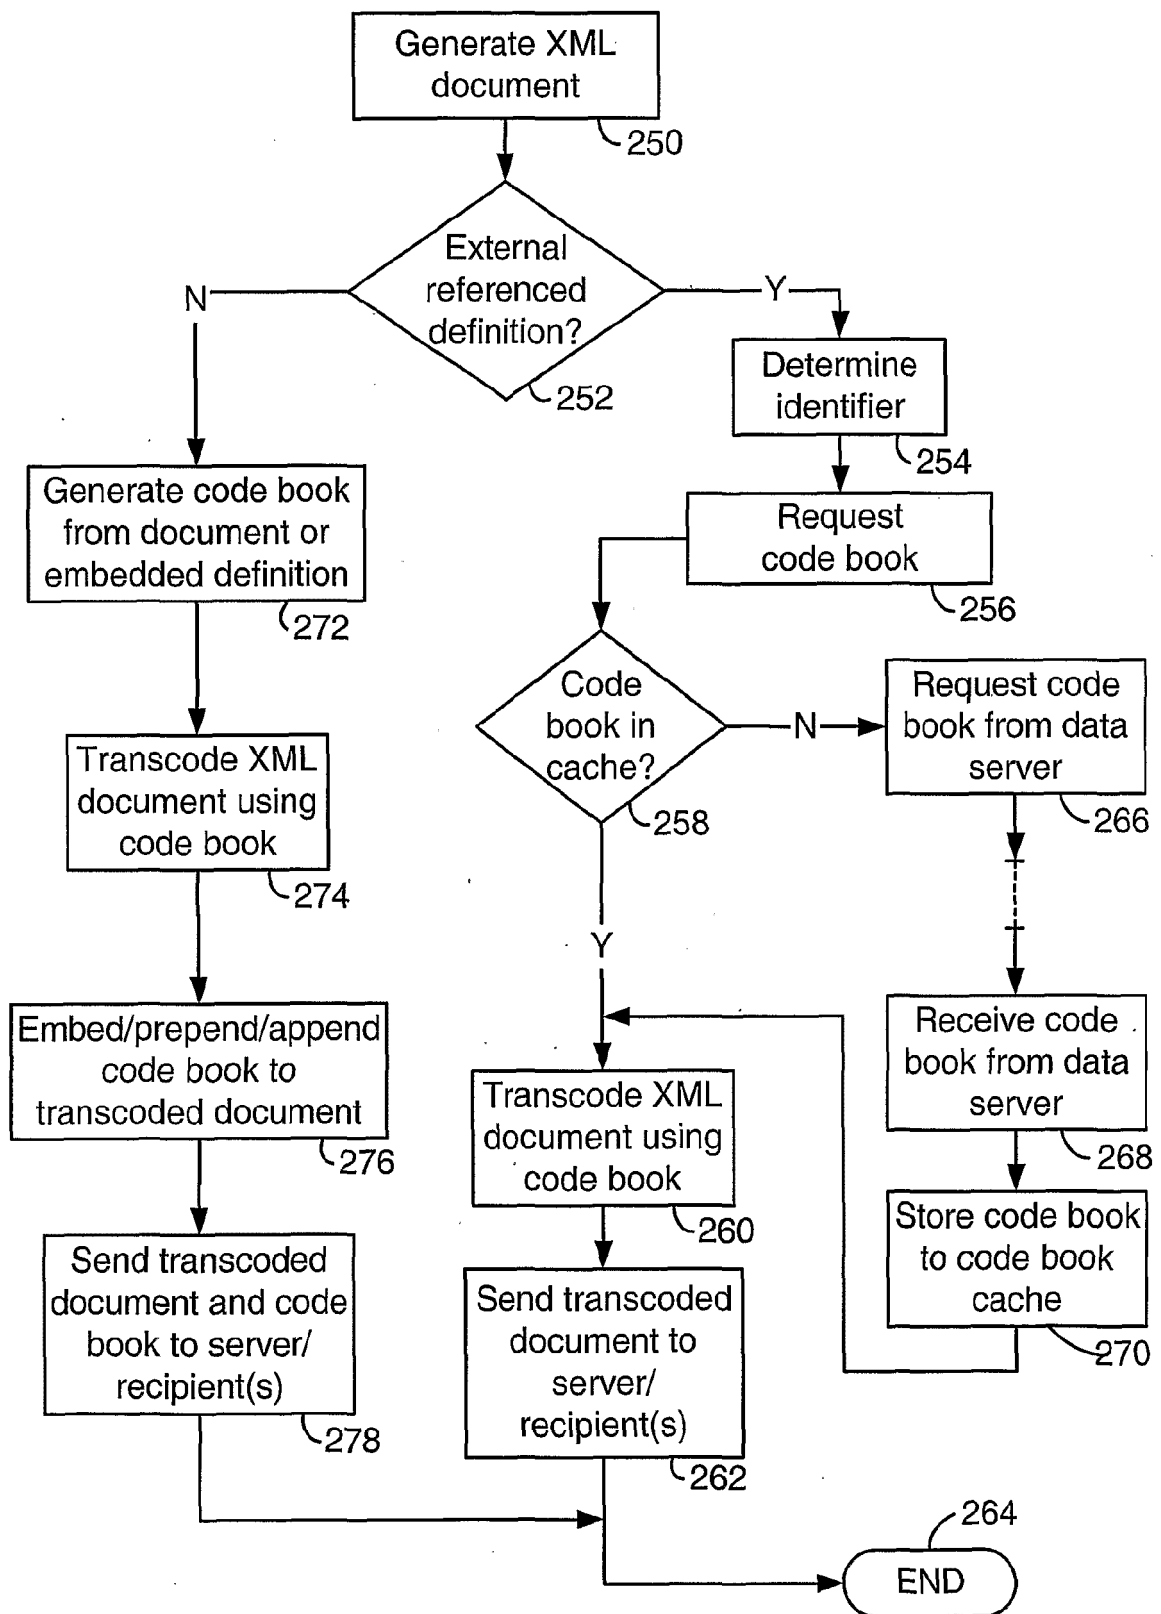 Generate XML
document
250
External
referenced
definition?
252
N
Y
Determine
identifier
254
Request
code book
256
Generate code book
from document or
embedded definition
272
Code
book in
cache?
258
N
Request code
book from data
server
266
Transcode XML
document using
code book
274
Y
Receive code
book from data
server
268
Embed/prepend/append
code book to
transcoded document
276
Transcode XML
document using
code book
260
Store code book
to code book
cache
270
Send transcoded
document and code
book to server/
recipient(s)
278
Send transcoded
document to
server/
recipient(s)
262
264
END